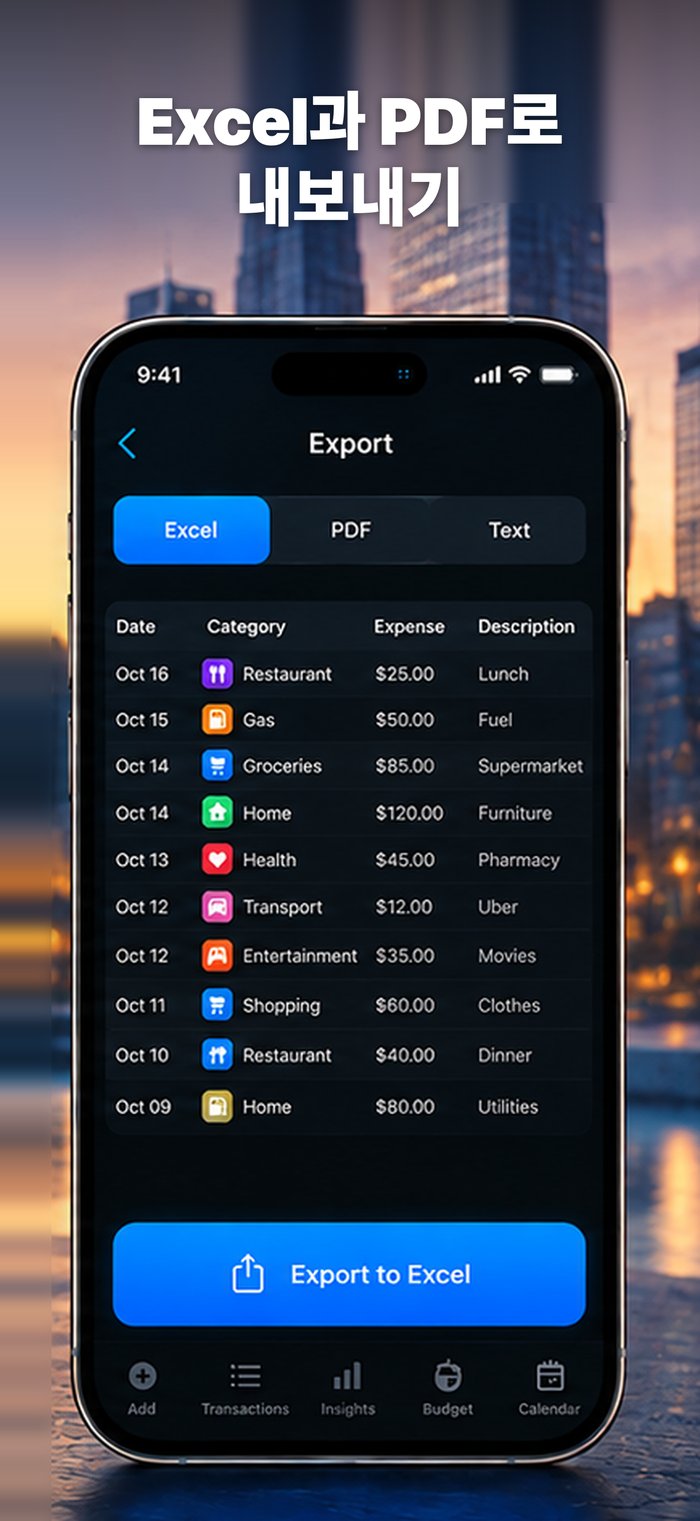 Excel과 PDF로
내보내기
9:41
Export
Excel PDF Text
Date Category Expense Description
Oct 16 Restaurant $25.00 Lunch
Oct 15 Gas $50.00 Fuel
Oct 14 Groceries $85.00 Supermarket
Oct 14 Home $120.00 Furniture
Oct 13 Health $45.00 Pharmacy
Oct 12 Transport $12.00 Uber
Oct 12 Entertainment $35.00 Movies
Oct 11 Shopping $60.00 Clothes
Oct 10 Restaurant $40.00 Dinner
Oct 09 Home $80.00 Utilities
Export to Excel
Add Transactions Insights Budget Calendar